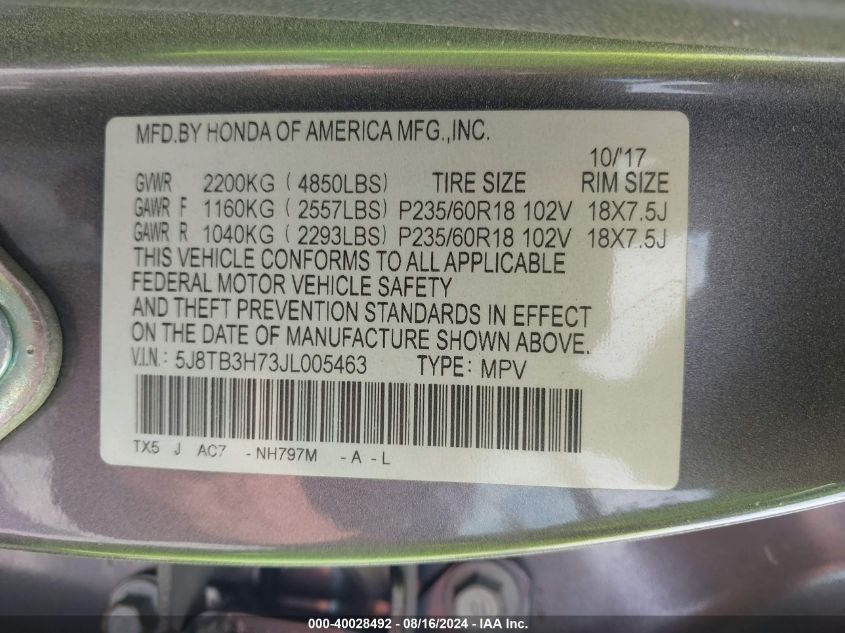 MFD.BY HONDA OF AMERICA MFG.,INC.
10/'17
GVWR 2200KG ( 4850LBS) TIRE SIZE RIM SIZE
GAWR F 1160KG ( 2557LBS) P235/60R18 102V 18X7.5J
GAWR R 1040KG ( 2293LBS) P235/60R18 102V 18X7.5J
THIS VEHICLE CONFORMS TO ALL APPLICABLE
FEDERAL MOTOR VEHICLE SAFETY
AND THEFT PREVENTION STANDARDS IN EFFECT
ON THE DATE OF MANUFACTURE SHOWN ABOVE.
V.I.N.: 5J8TB3H73JL005463 TYPE: MPV
TX5 J AC7 -NH797M -A -L
000-40028492 - 08/16/2024 - IAA Inc.